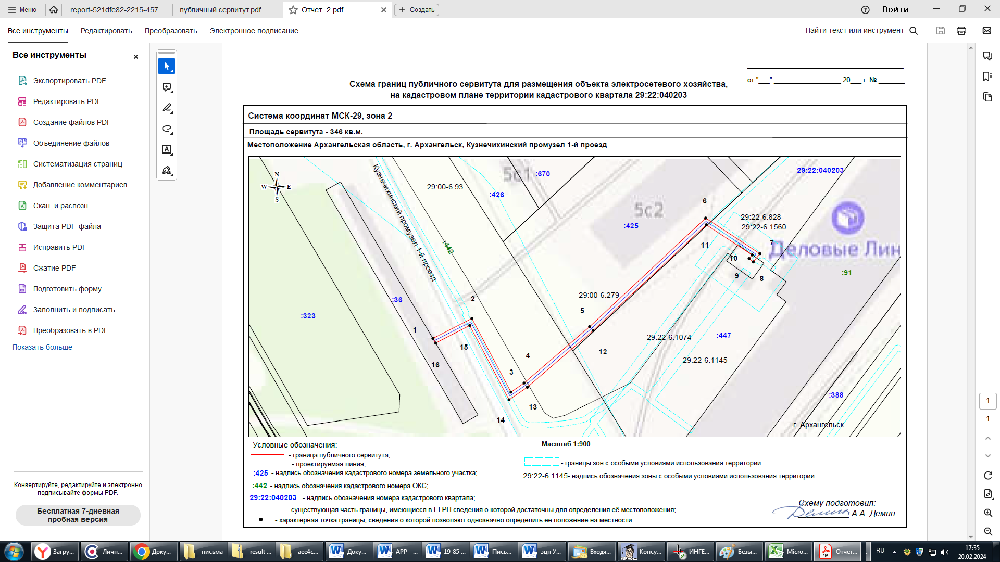 Меню
report-521dfe82-2215-457...
публичный сервитут.pdf
Отчет_2.pdf
Создать
Войти
Все инструменты
Редактировать
Преобразовать
Электронное подписание
Найти текст или инструмент
Все инструменты
Экспортировать PDF
Редактировать PDF
Создание файлов PDF
Объединение файлов
Систематизация страниц
Добавление комментариев
Скан. и распозн.
Защита PDF-файла
Исправить PDF
Сжатие PDF
Подготовить форму
Заполнить и подписать
Преобразовать в PDF
Показать больше
Конвертируйте, редактируйте и электронно
подписывайте формы PDF.
Бесплатная 7-дневная
пробная версия
от "___" _________________ 20___ г. № _______
Схема границ публичного сервитута для размещения объекта электросетевого хозяйства,
на кадастровом плане территории кадастрового квартала 29:22:040203
Система координат МСК-29, зона 2
Площадь сервитута - 346 кв.м.
Местоположение Архангельская область, г. Архангельск, Кузнечихинский промузел 1-й проезд
N
W E
S
Кузнечихинский промузел 1-й проезд
29:00-6.93
:426
5с1
:670
29:22:040203
5с2
:425
6
29:22-6.828
29:22-6.1560
7
Деловые Лин
:442
11
10
9
8
:91
29:00-6.279
5
2
:36
:323
1
15
16
4
3
12
29:22-6.1074
:447
29:22-6.1145
13
14
:388
г. Архангельск
Условные обозначения:
Масштаб 1:900
- граница публичного сервитута;
- проектируемая линия;
- границы зон с особыми условиями использования территории.
:425 - надпись обозначения кадастрового номера земельного участка;
29:22-6.1145- надпись обозначения зоны с особыми условиями использования территории.
:442 - надпись обозначения кадастрового номера ОКС;
29:22:040203 - надпись обозначения номера кадастрового квартала;
- существующая часть границы, имеющиеся в ЕГРН сведения о которой достаточны для определения её местоположения;
- характерная точка границы, сведения о которой позволяют однозначно определить её положение на местности.
Схему подготовил:
Демин
А.А. Демин
1
1
Загру...
Личн...
Доку...
письма
result ...
aee4c...
Доку...
APP - ...
19-85 ...
Пись...
эцп У...
Входя...
Консу...
ИНГЕ...
Безы...
Micro...
Отчет...
RU
17:35
20.02.2024